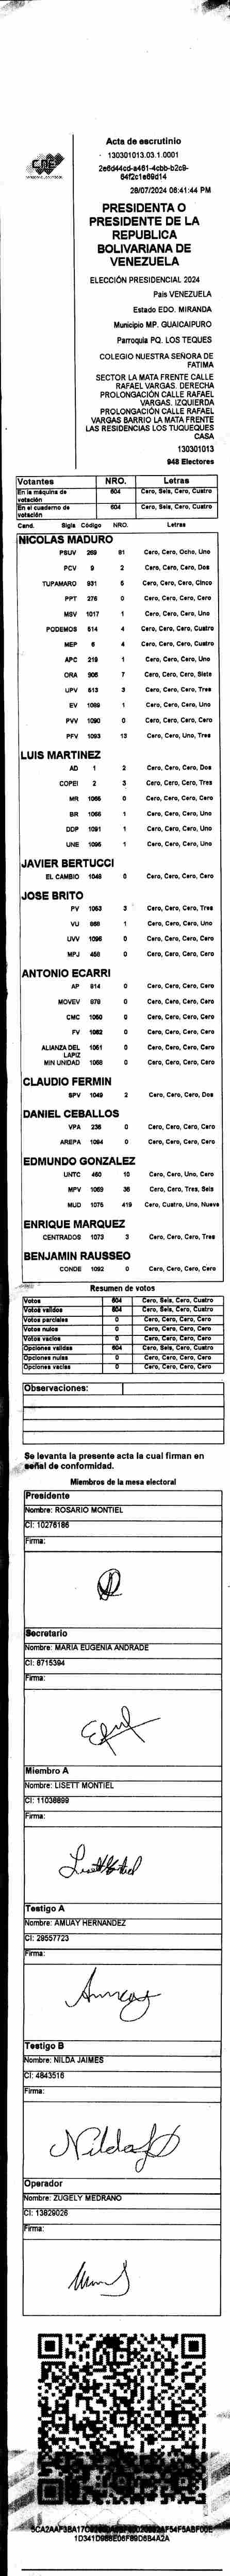 CNE
Acta de escrutinio
130301013.03.1.0001
2e6d44cd-a461-4cbb-b2c9-
64f2c1e89d14
28/07/2024 08:41:44 PM
PRESIDENTA O
PRESIDENTE DE LA
REPUBLICA
BOLIVARIANA DE
VENEZUELA
ELECCIÓN PRESIDENCIAL 2024
País VENEZUELA
Estado EDO. MIRANDA
Municipio MP. GUAICAIPURO
Parroquia PQ. LOS TEQUES
COLEGIO NUESTRA SEÑORA DE
FATIMA
SECTOR LA MATA FRENTE CALLE
RAFAEL VARGAS. DERECHA
PROLONGACIÓN CALLE RAFAEL
VARGAS. IZQUIERDA
PROLONGACIÓN CALLE RAFAEL
VARGAS BARRIO LA MATA FRENTE
LAS RESIDENCIAS LOS TUQUEQUES
CASA
130301013
948 Electores
Votantes NRO. Letras
En la máquina de votación 604 Cero, Seis, Cero, Cuatro
En el cuaderno de votación 604 Cero, Seis, Cero, Cuatro
Cand. Sigla Código NRO. Letras
NICOLAS MADURO
PSUV 269 81 Cero, Cero, Ocho, Uno
PCV 9 2 Cero, Cero, Cero, Dos
TUPAMARO 931 5 Cero, Cero, Cero, Cinco
PPT 276 0 Cero, Cero, Cero, Cero
MSV 1017 1 Cero, Cero, Cero, Uno
PODEMOS 514 4 Cero, Cero, Cero, Cuatro
MEP 6 4 Cero, Cero, Cero, Cuatro
APC 219 1 Cero, Cero, Cero, Uno
ORA 905 7 Cero, Cero, Cero, Siete
UPV 513 3 Cero, Cero, Cero, Tres
EV 1089 1 Cero, Cero, Cero, Uno
PVV 1090 0 Cero, Cero, Cero, Cero
PFV 1093 13 Cero, Cero, Uno, Tres
LUIS MARTINEZ
AD 1 2 Cero, Cero, Cero, Dos
COPEI 2 3 Cero, Cero, Cero, Tres
MR 1066 0 Cero, Cero, Cero, Cero
BR 1065 1 Cero, Cero, Cero, Uno
DDP 1091 1 Cero, Cero, Cero, Uno
UNE 1095 1 Cero, Cero, Cero, Uno
JAVIER BERTUCCI
EL CAMBIO 1048 0 Cero, Cero, Cero, Cero
JOSE BRITO
PV 1053 3 Cero, Cero, Cero, Tres
VU 1 Cero, Cero, Cero, Uno
UVV 1096 0 Cero, Cero, Cero, Cero
MPJ 458 0 Cero, Cero, Cero, Cero
ANTONIO ECARRI
AP 814 0 Cero, Cero, Cero, Cero
MOVEV 979 0 Cero, Cero, Cero, Cero
CMC 1050 0 Cero, Cero, Cero, Cero
FV 1082 0 Cero, Cero, Cero, Cero
ALIANZA DEL LAPIZ 1051 0 Cero, Cero, Cero, Cero
MIN UNIDAD 1068 0 Cero, Cero, Cero, Cero
CLAUDIO FERMIN
SPV 1049 2 Cero, Cero, Cero, Dos
DANIEL CEBALLOS
VPA 236 0 Cero, Cero, Cero, Cero
AREPA 1094 0 Cero, Cero, Cero, Cero
EDMUNDO GONZALEZ
UNTC 460 10 Cero, Cero, Uno, Cero
MPV 1069 36 Cero, Cero, Tres, Seis
MUD 1075 419 Cero, Cuatro, Uno, Nueve
ENRIQUE MARQUEZ
CENTRADOS 1073 3 Cero, Cero, Cero, Tres
BENJAMIN RAUSSEO
CONDE 1092 0 Cero, Cero, Cero, Cero
Resumen de votos
Votos 604 Cero, Seis, Cero, Cuatro
Votos validos 604 Cero, Seis, Cero, Cuatro
Votos parciales 0 Cero, Cero, Cero, Cero
Votos nulos 0 Cero, Cero, Cero, Cero
Votos vacios 0 Cero, Cero, Cero, Cero
Opciones validas 604 Cero, Seis, Cero, Cuatro
Opciones nulas 0 Cero, Cero, Cero, Cero
Opciones vacias 0 Cero, Cero, Cero, Cero
Observaciones:
Se levanta la presente acta la cual firman en
señal de conformidad.
Miembros de la mesa electoral
Presidente
Nombre: ROSARIO MONTIEL
CI: 10276186
Firma:
Secretario
Nombre: MARIA EUGENIA ANDRADE
CI: 8715394
Firma:
Miembro A
Nombre: LISETT MONTIEL
CI: 11038899
Firma:
Lisett Montiel
Testigo A
Nombre: AMUAY HERNANDEZ
CI: 29557723
Firma:
Amuay
Testigo B
Nombre: NILDA JAIMES
CI: 4843516
Firma:
Nilda
Operador
Nombre: ZUGELY MEDRANO
CI: 13829026
Firma: